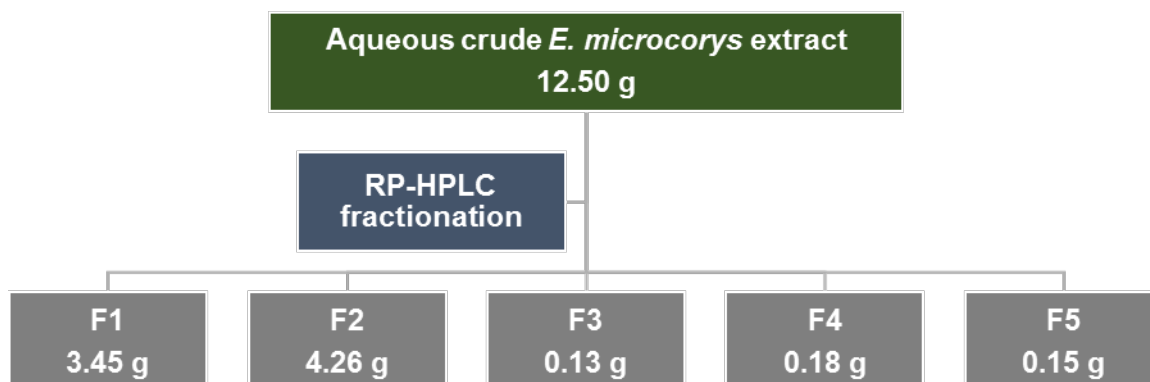 Aqueous crude E. microcorys extract
12.50 g
RP-HPLC
fractionation
F1
3.45 g
F2
4.26 g
F3
0.13 g
F4
0.18 g
F5
0.15 g